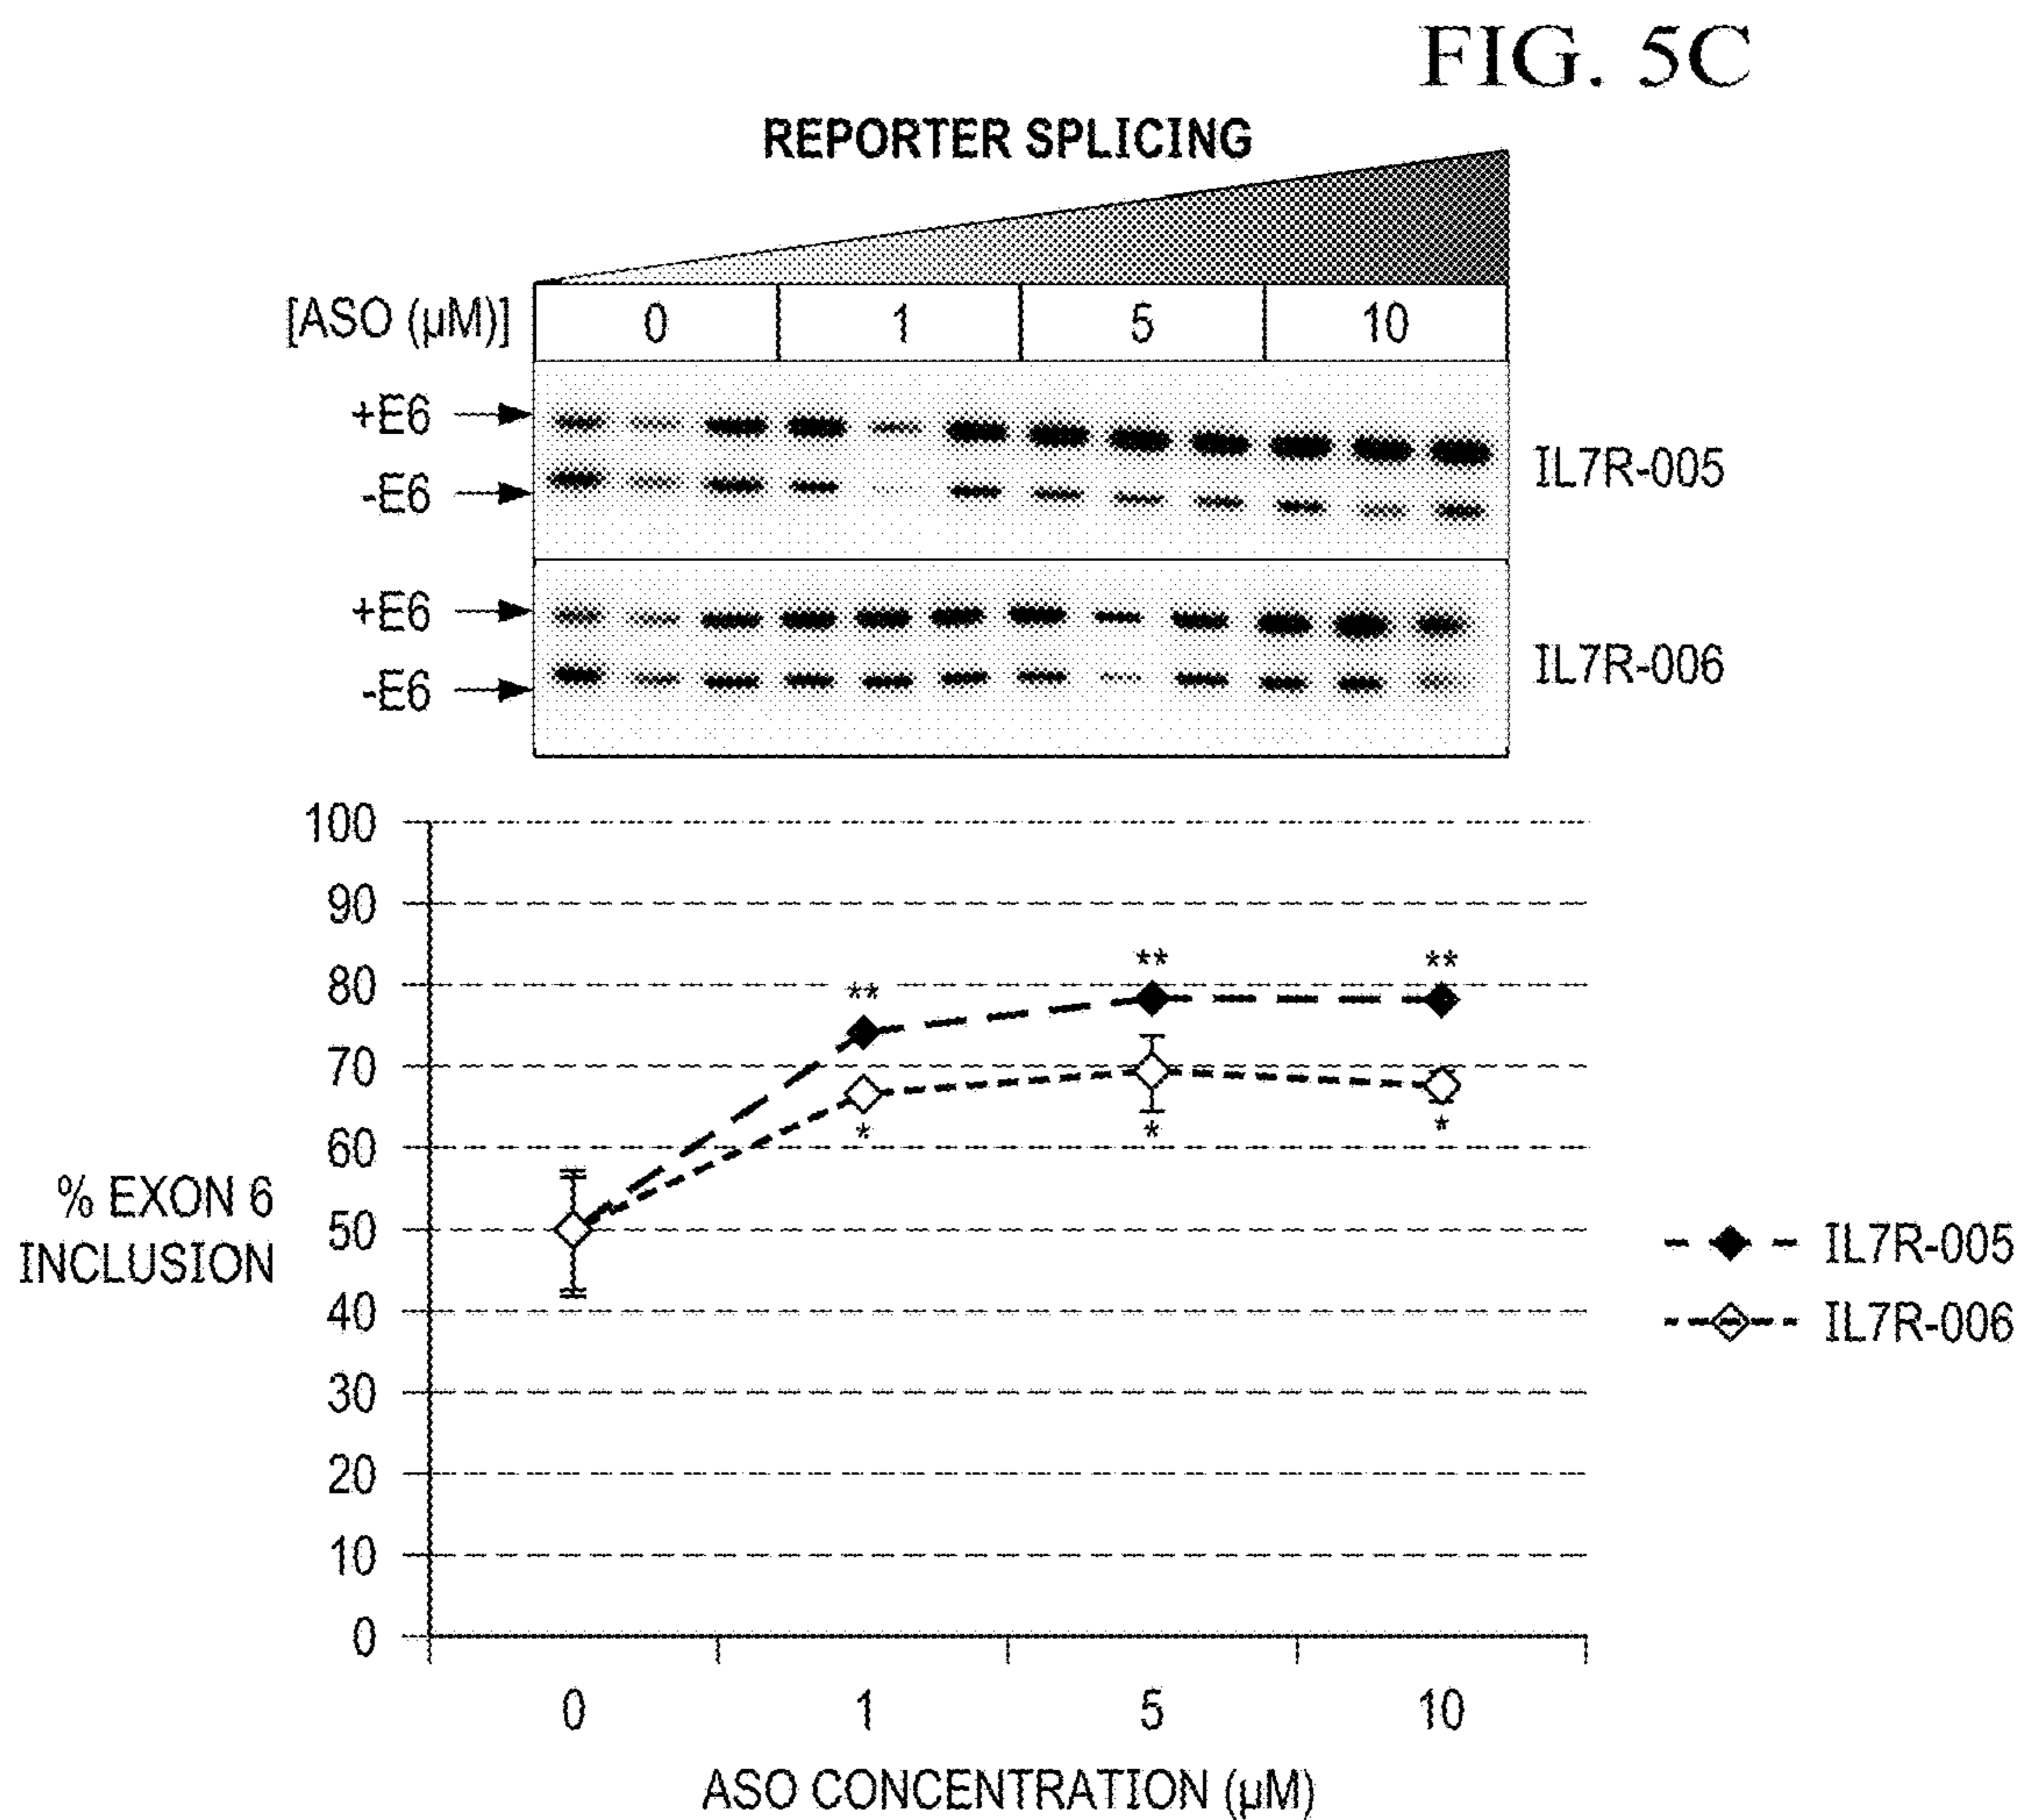 FIG. 5C
REPORTER SPLICING
[ASO (µM)] 0 1 5 10
+E6
-E6
IL7R-005
+E6
-E6
IL7R-006
100
90
80
70
60
50
40
30
20
10
0
** ** **
* * *
% EXON 6
INCLUSION
IL7R-005
IL7R-006
0 1 5 10
ASO CONCENTRATION (µM)